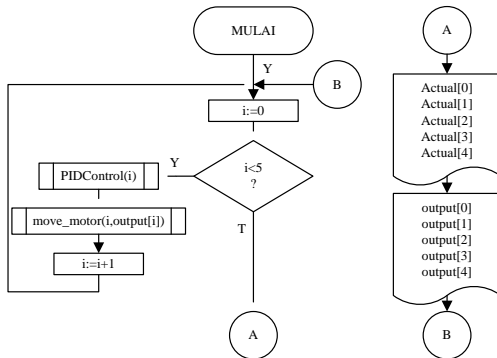 MULAI
Y
B
i:=0
i<5
?
Y
PIDControl(i)
move_motor(i,output[i])
i:=i+1
T
A
A
Actual[0]
Actual[1]
Actual[2]
Actual[3]
Actual[4]
output[0]
output[1]
output[2]
output[3]
output[4]
B